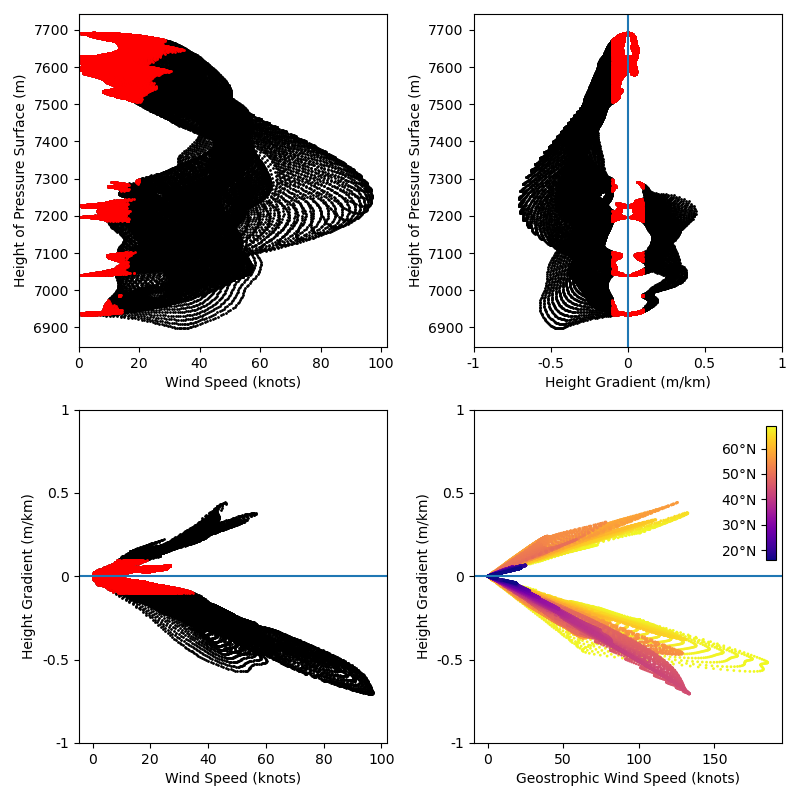 7700
7600
7500
7400
7300
7200
7100
7000
6900
Height of Pressure Surface (m)
0 20 40 60 80 100
Wind Speed (knots)
7700
7600
7500
7400
7300
7200
7100
7000
6900
Height of Pressure Surface (m)
-1 -0.5 0 0.5 1
Height Gradient (m/km)
1
0.5
0
-0.5
-1
Height Gradient (m/km)
0 20 40 60 80 100
Wind Speed (knots)
1
0.5
0
-0.5
-1
Height Gradient (m/km)
60°N
50°N
40°N
30°N
20°N
0 50 100 150
Geostrophic Wind Speed (knots)